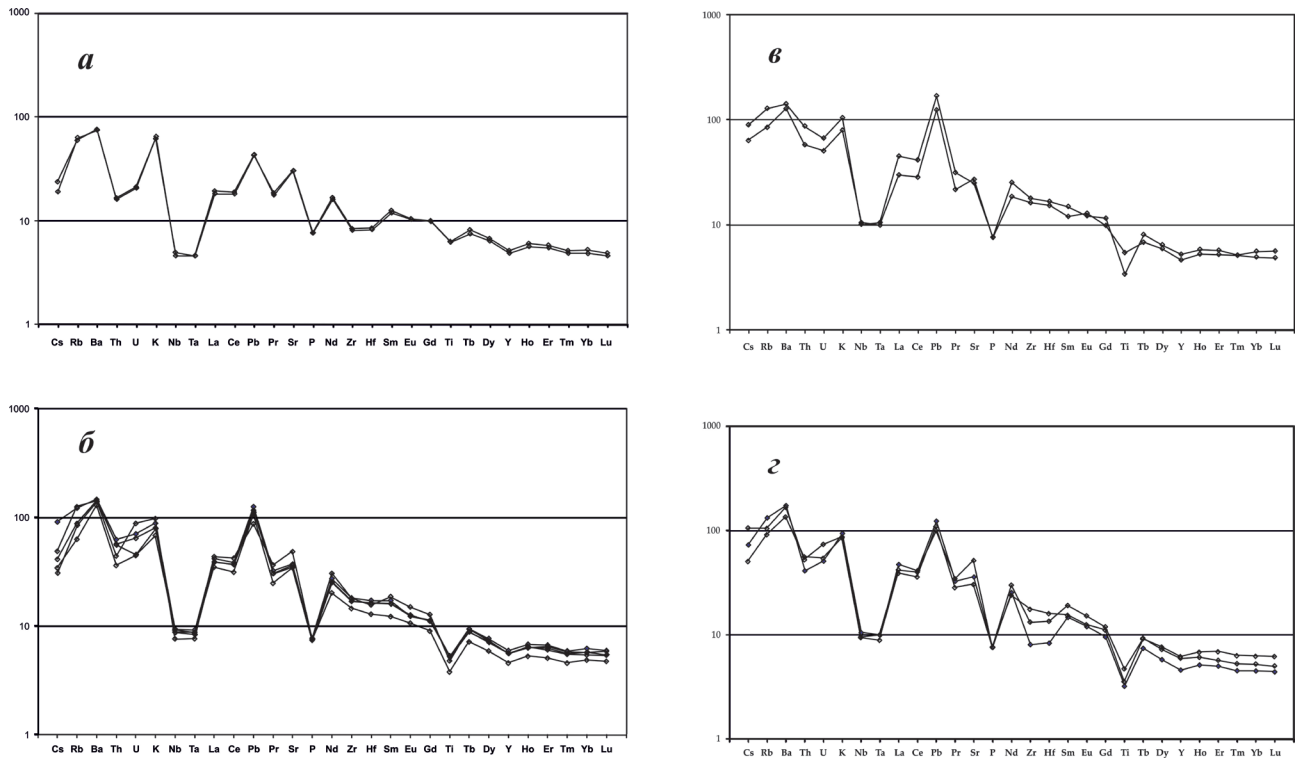 1000
а
100
10
1
Cs Rb Ba Th U K Nb Ta La Ce Pb Pr Sr P Nd Zr Hf Sm Eu Gd Ti Tb Dy Y Ho Er Tm Yb Lu
1000
в
100
10
1
Cs Rb Ba Th U K Nb Ta La Ce Pb Pr Sr P Nd Zr Hf Sm Eu Gd Ti Tb Dy Y Ho Er Tm Yb Lu
1000
б
100
10
1
Cs Rb Ba Th U K Nb Ta La Ce Pb Pr Sr P Nd Zr Hf Sm Eu Gd Ti Tb Dy Y Ho Er Tm Yb Lu
1000
г
100
10
1
Cs Rb Ba Th U K Nb Ta La Ce Pb Pr Sr P Nd Zr Hf Sm Eu Gd Ti Tb Dy Y Ho Er Tm Yb Lu